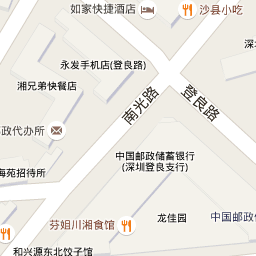 如家快捷酒店
沙县小吃
永发手机店(登良路)
湘兄弟快餐店
南光路
登良路
邮政代办所
中国邮政储蓄银行
(深圳登良支行)
海苑招待所
芬姐川湘食馆
龙佳园
中国邮政
和兴源东北饺子馆